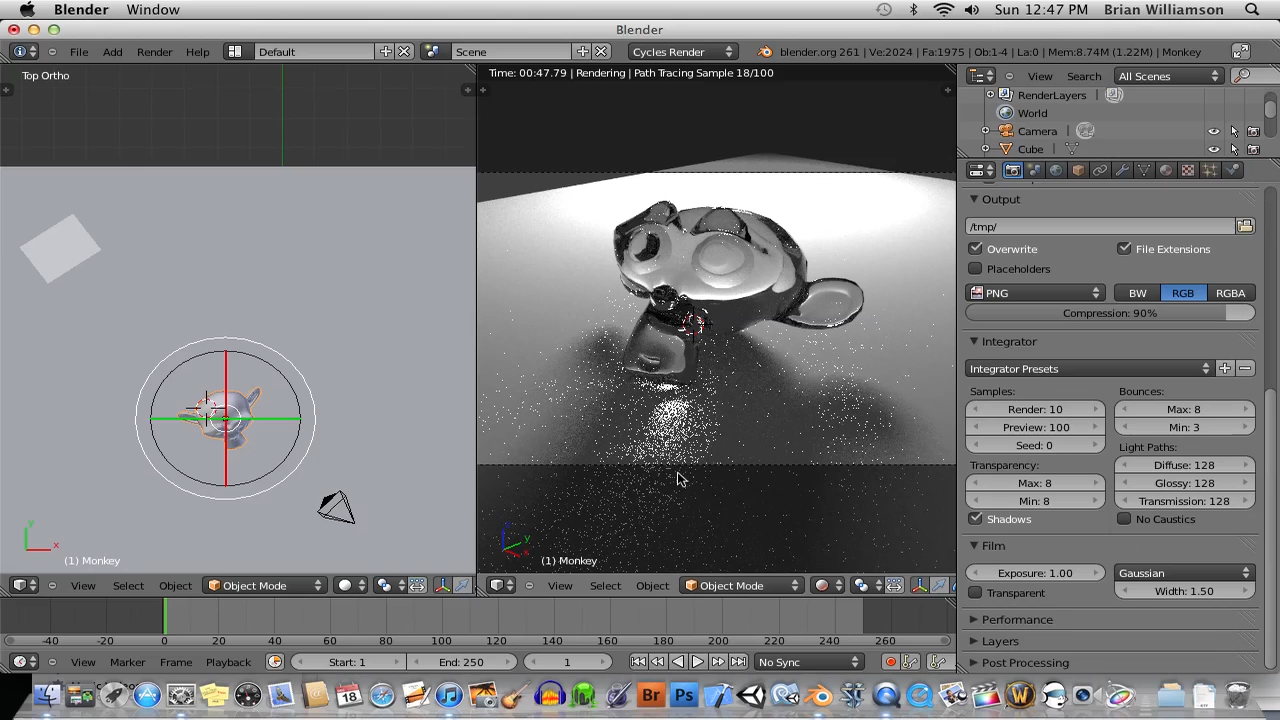 Blender Window Sun 12:47 PM Brian Williamson
Blender
File Add Render Help Default Scene Cycles Render blender.org 261 | Ve:2024 | Fa:1975 | Ob:1-4 | La:0 | Mem:8.74M (1.22M) | Monkey
Top Ortho
Time: 00:47.79 | Rendering | Path Tracing Sample 18/100
View Search All Scenes
RenderLayers
World
Camera
Cube
Output
/tmp/
Overwrite File Extensions
Placeholders
PNG BW RGB RGBA
Compression: 90%
Integrator
Integrator Presets
Samples: Bounces:
Render: 10 Max: 8
Preview: 100 Min: 3
Seed: 0 Light Paths:
Transparency: Diffuse: 128
Max: 8 Glossy: 128
Min: 8 Transmission: 128
Shadows No Caustics
Film
Exposure: 1.00 Gaussian
Transparent Width: 1.50
Performance
Layers
Post Processing
y
x
(1) Monkey
z
y
x
(1) Monkey
View Select Object Object Mode
View Select Object Object Mode
-40 -20 0 20 40 60 80 100 120 140 160 180 200 220 240 260
View Marker Frame Playback Start: 1 End: 250 1 No Sync
18 Br Ps W